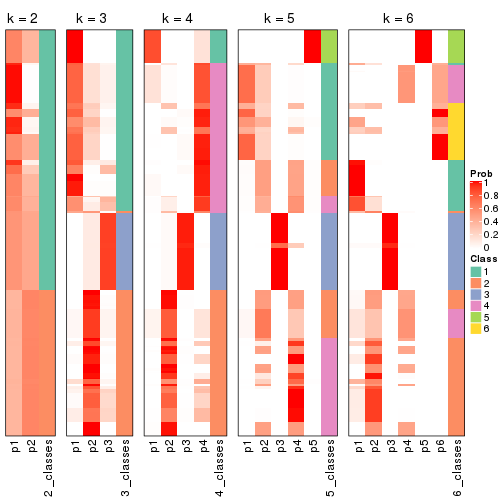 k = 2
k = 3
k = 4
k = 5
k = 6
Prob
1
0.8
0.6
0.4
0.2
0
Class
1
2
3
4
5
6
p1
p2
2_classes
p1
p2
p3
3_classes
p1
p2
p3
p4
4_classes
p1
p2
p3
p4
p5
5_classes
p1
p2
p3
p4
p5
p6
6_classes